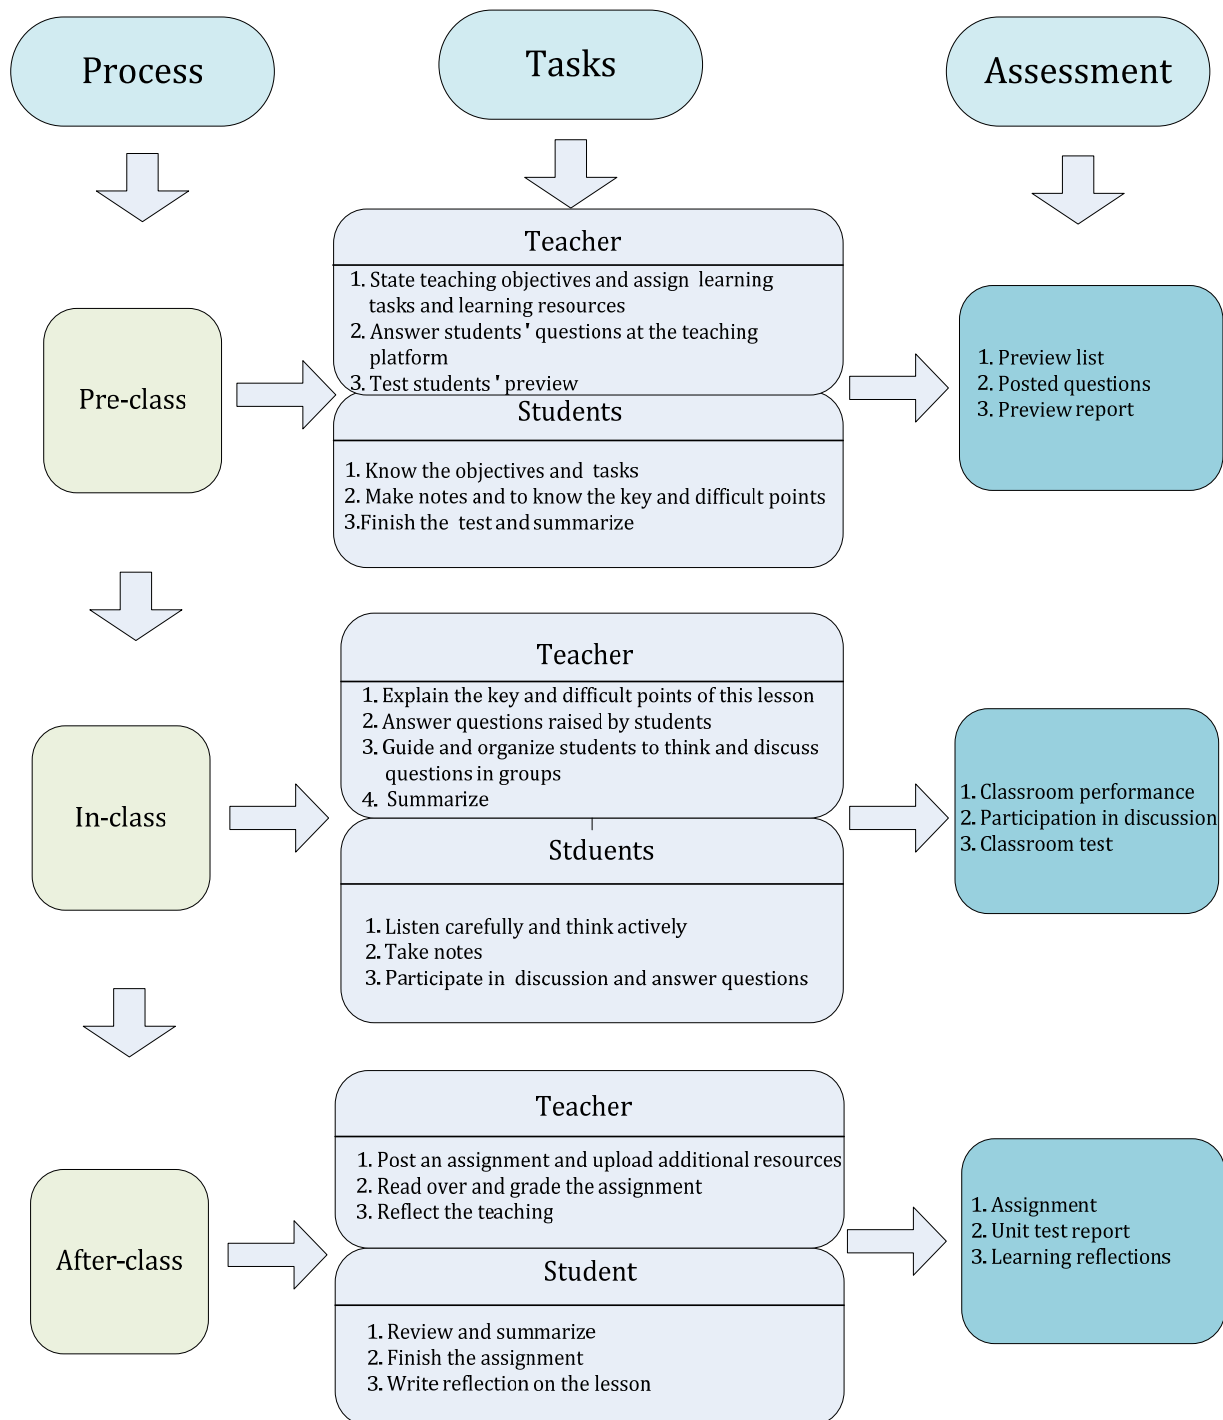 Process
Tasks
Assessment
Teacher
1. State teaching objectives and assign learning
tasks and learning resources
2. Answer students' questions at the teaching
platform
3. Test students' preview
Pre-class
Students
1. Know the objectives and tasks
2. Make notes and to know the key and difficult points
3.Finish the test and summarize
1. Preview list
2. Posted questions
3. Preview report
Teacher
1. Explain the key and difficult points of this lesson
2. Answer questions raised by students
3. Guide and organize students to think and discuss
questions in groups
4. Summarize
In-class
Stduents
1. Listen carefully and think actively
2. Take notes
3. Participate in discussion and answer questions
1. Classroom performance
2. Participation in discussion
3. Classroom test
Teacher
1. Post an assignment and upload additional resources
2. Read over and grade the assignment
3. Reflect the teaching
After-class
Student
1. Review and summarize
2. Finish the assignment
3. Write reflection on the lesson
1. Assignment
2. Unit test report
3. Learning reflections